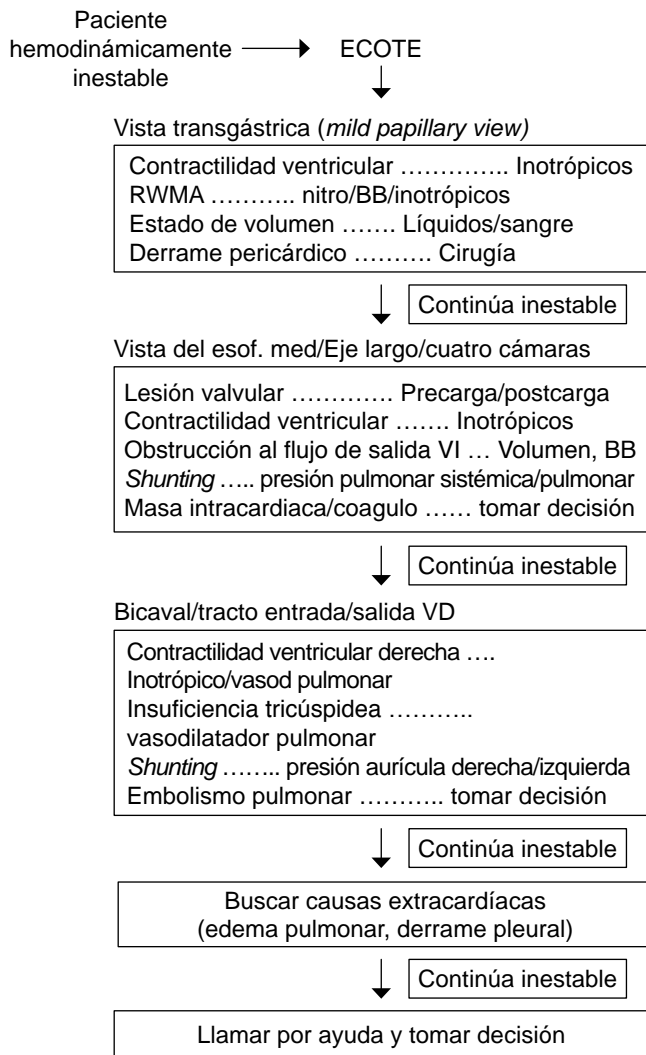 Paciente
hemodinámicamente
inestable
ECOTE
Vista transgástrica (mild papillary view)
Contractilidad ventricular ………….. Inotrópicos
RWMA ……….. nitro/BB/inotrópicos
Estado de volumen ……. Líquidos/sangre
Derrame pericárdico ………. Cirugía
Continúa inestable
Vista del esof. med/Eje largo/cuatro cámaras
Lesión valvular …………. Precarga/postcarga
Contractilidad ventricular ……. Inotrópicos
Obstrucción al flujo de salida VI … Volumen, BB
Shunting ….. presión pulmonar sistémica/pulmonar
Masa intracardiaca/coagulo …… tomar decisión
Continúa inestable
Bicaval/tracto entrada/salida VD
Contractilidad ventricular derecha ….
Inotrópico/vasod pulmonar
Insuficiencia tricúspidea ………..
vasodilatador pulmonar
Shunting …….. presión aurícula derecha/izquierda
Embolismo pulmonar ……….. tomar decisión
Continúa inestable
Buscar causas extracardíacas
(edema pulmonar, derrame pleural)
Continúa inestable
Llamar por ayuda y tomar decisión